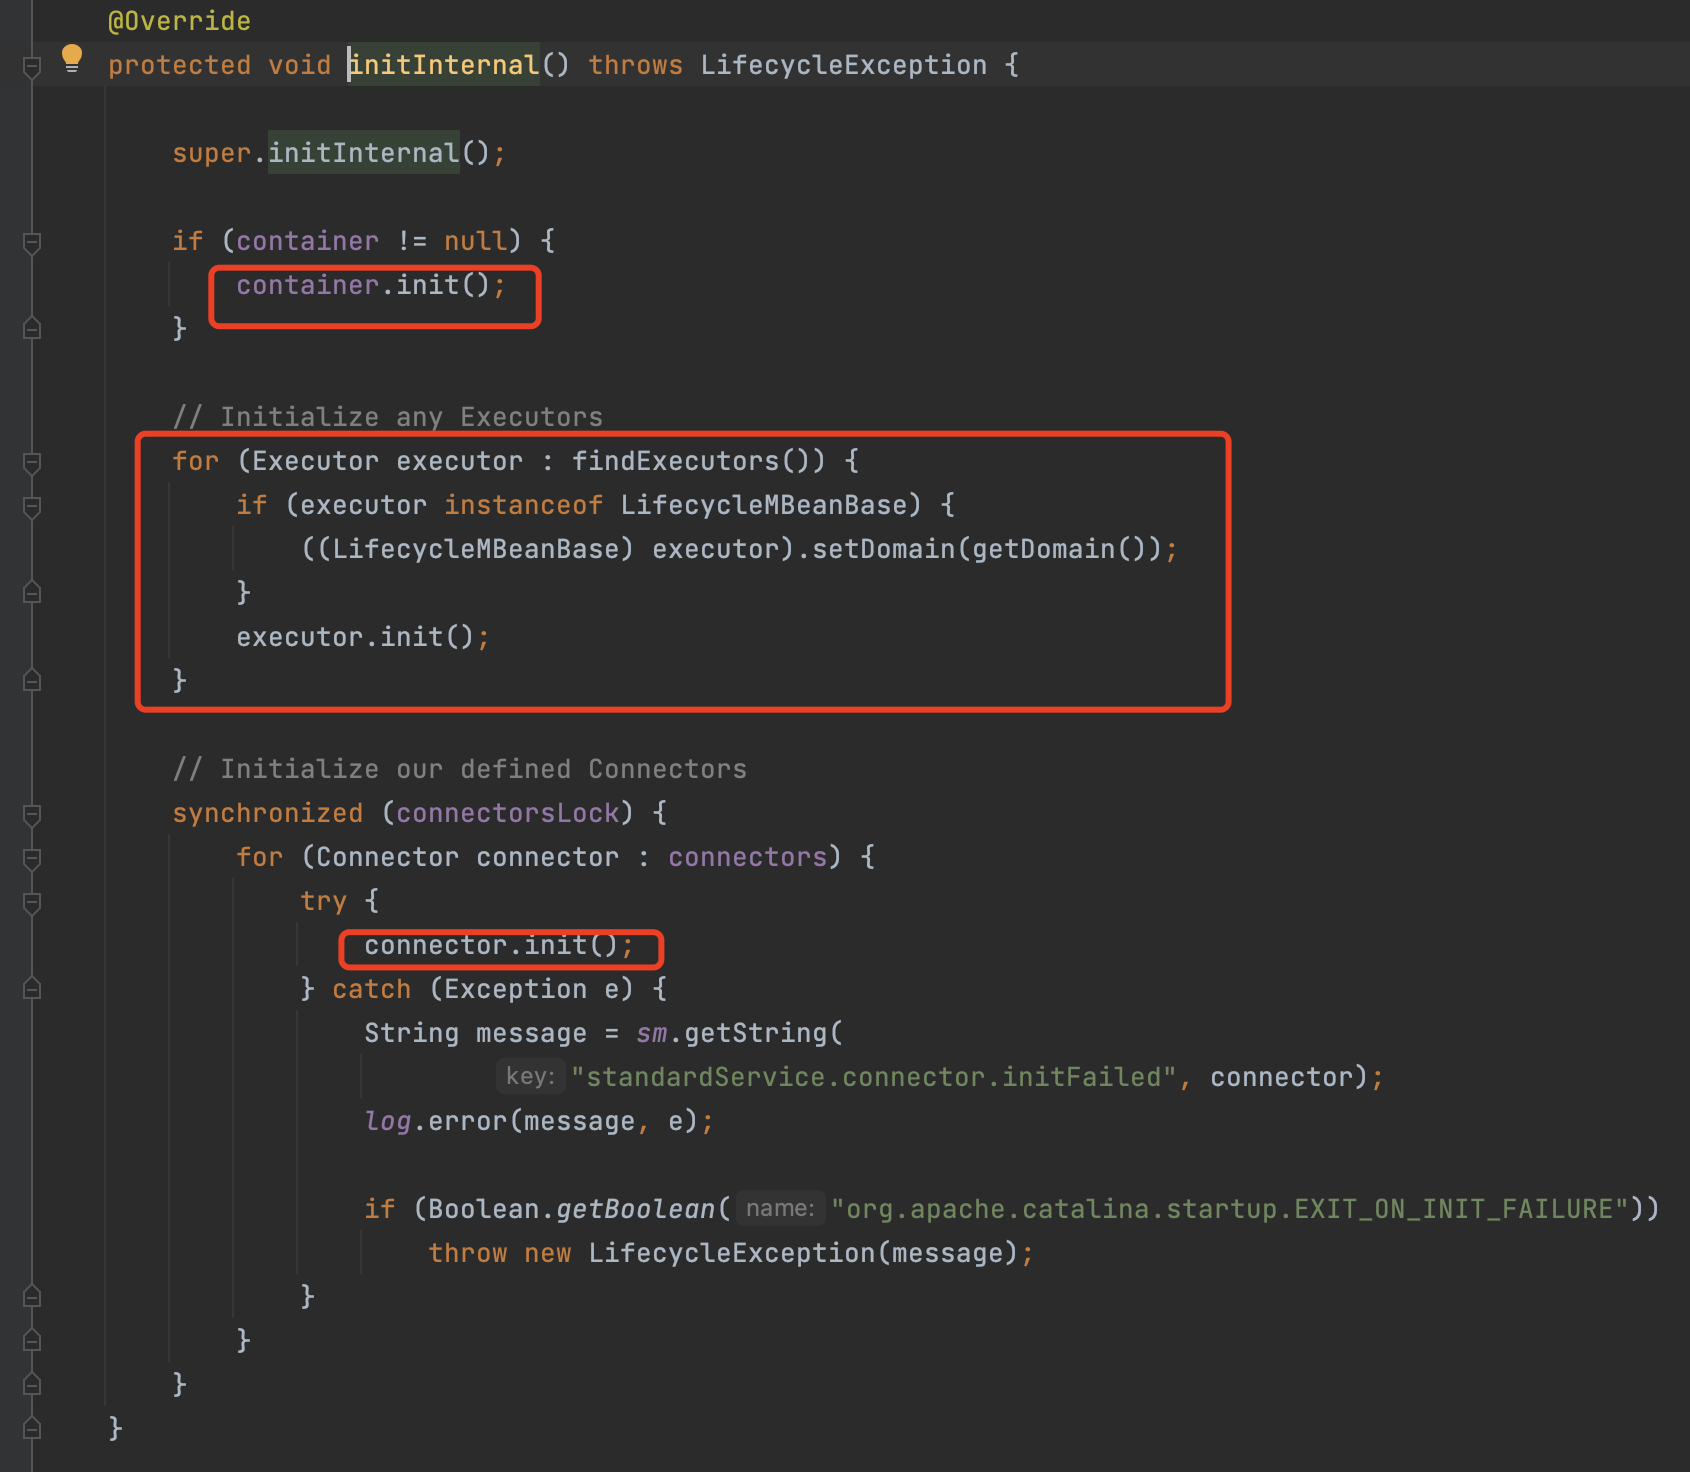 @Override
protected void initInternal() throws LifecycleException {
super.initInternal();
if (container != null) {
container.init();
}
// Initialize any Executors
for (Executor executor : findExecutors()) {
if (executor instanceof LifecycleMBeanBase) {
((LifecycleMBeanBase) executor).setDomain(getDomain());
}
executor.init();
}
// Initialize our defined Connectors
synchronized (connectorsLock) {
for (Connector connector : connectors) {
try {
connector.init();
} catch (Exception e) {
String message = sm.getString(
key: "standardService.connector.initFailed", connector);
log.error(message, e);
if (Boolean.getBoolean( name: "org.apache.catalina.startup.EXIT_ON_INIT_FAILURE"))
throw new LifecycleException(message);
}
}
}
}